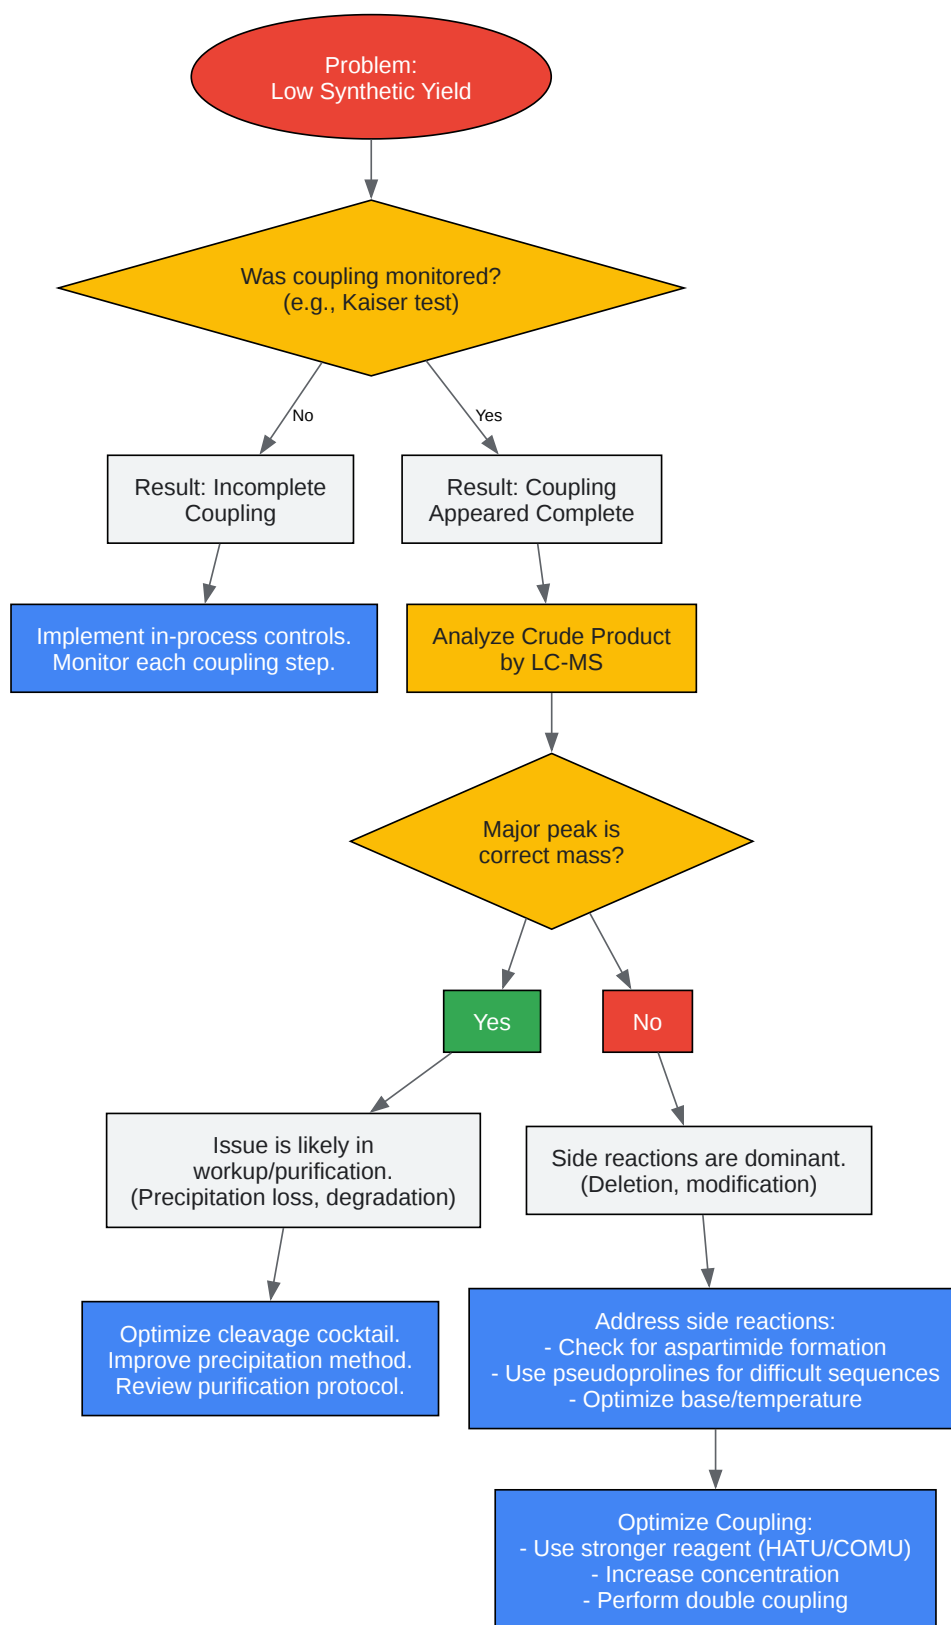 Problem:
Low Synthetic Yield
Was coupling monitored?
(e.g., Kaiser test)
No
Yes
Result: Incomplete
Coupling
Result: Coupling
Appeared Complete
Implement in-process controls.
Monitor each coupling step.
Analyze Crude Product
by LC-MS
Major peak is
correct mass?
Yes
No
Issue is likely in
workup/purification.
(Precipitation loss, degradation)
Side reactions are dominant.
(Deletion, modification)
Optimize cleavage cocktail.
Improve precipitation method.
Review purification protocol.
Address side reactions:
- Check for aspartimide formation
- Use pseudoprolines for difficult sequences
- Optimize base/temperature
Optimize Coupling:
- Use stronger reagent (HATU/COMU)
- Increase concentration
- Perform double coupling